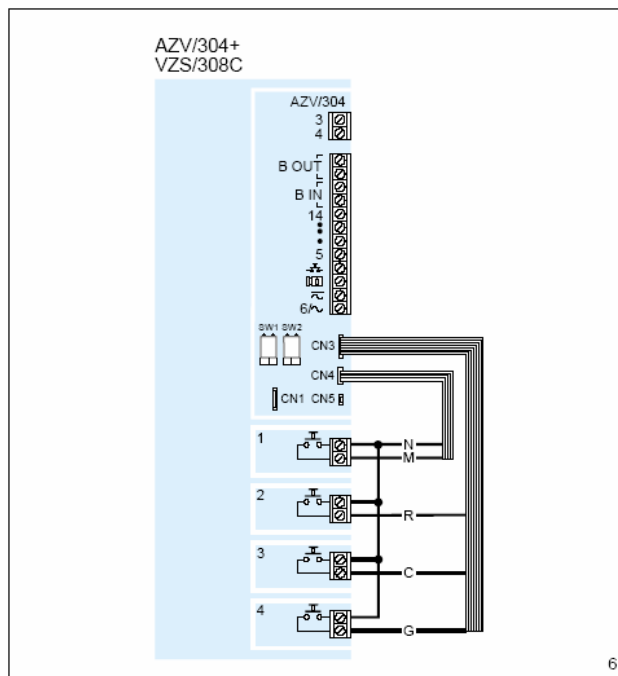 AZV/304+
VZS/308C
AZV/304
3
4
B OUT
B IN
14
5
6/~
SW1 SW2
CN3
CN4
CN1 CN5
1
N
M
2
R
3
C
4
G
6